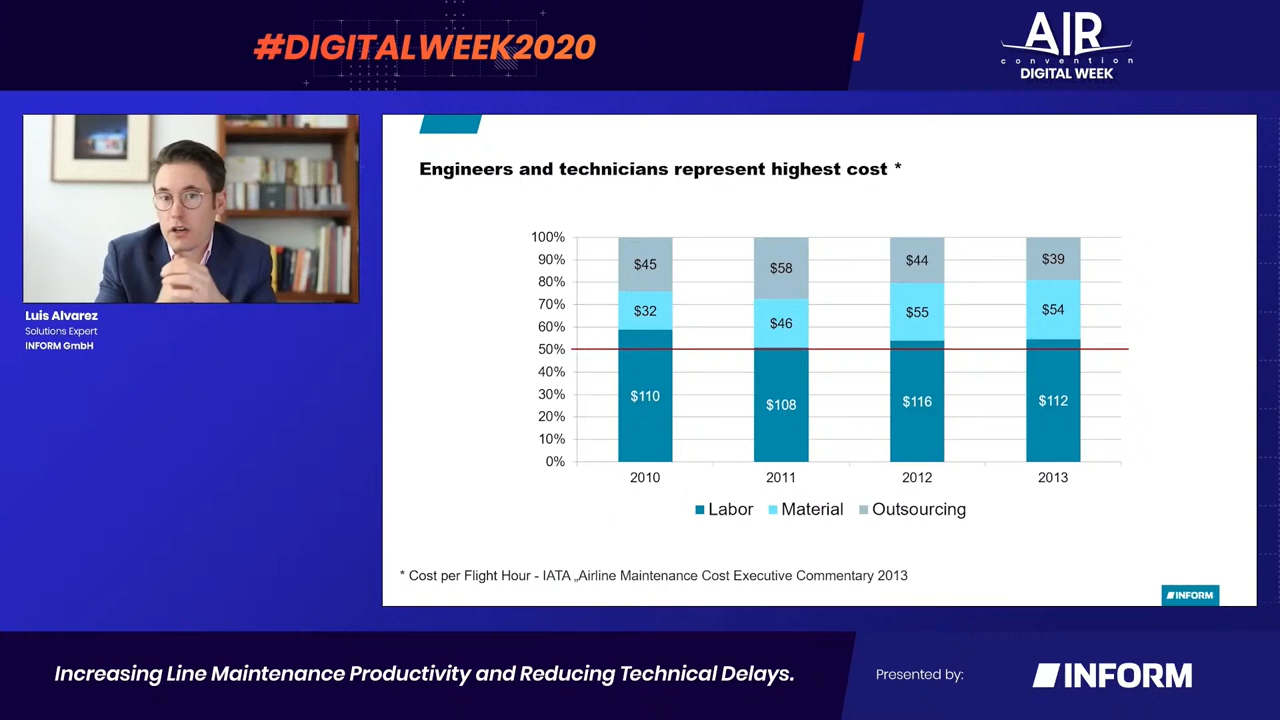 #DIGITALWEEK2020
AIR
convention
DIGITAL WEEK
Luis Alvarez
Solutions Expert
INFORM GmbH
Engineers and technicians represent highest cost *
100%
90%
80%
70%
60%
50%
40%
30%
20%
10%
0%
$45
$58
$44
$39
$32
$46
$55
$54
$110
$108
$116
$112
2010
2011
2012
2013
Labor
Material
Outsourcing
* Cost per Flight Hour - IATA „Airline Maintenance Cost Executive Commentary 2013
INFORM
Increasing Line Maintenance Productivity and Reducing Technical Delays.
Presented by:
INFORM